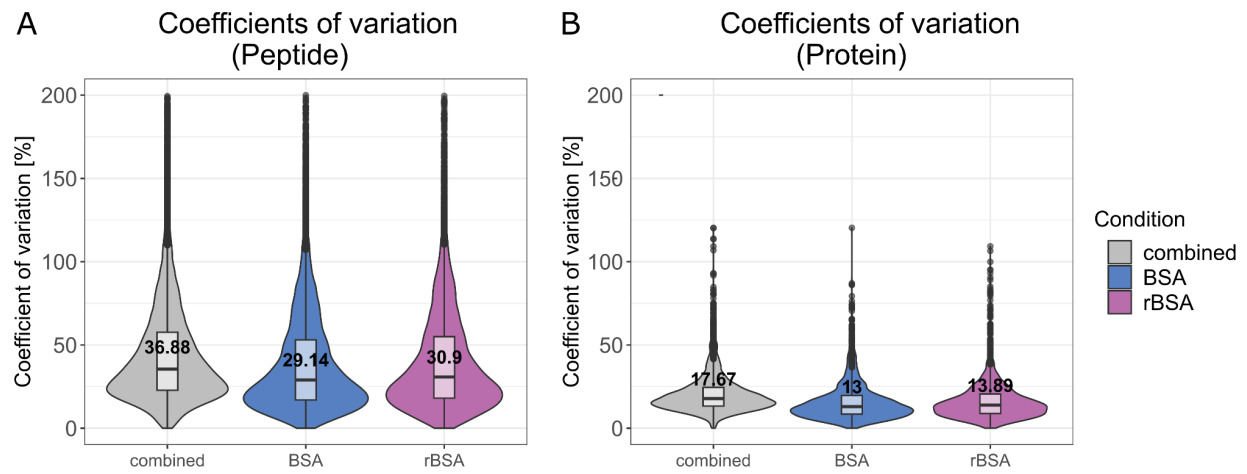 A
Coefficients of variation
(Peptide)
Coefficient of variation [%]
200
150
100
50
0
36.88
29.14
30.9
combined
BSA
rBSA
B
Coefficients of variation
(Protein)
Coefficient of variation [%]
200
150
100
50
0
17.67
13
13.89
combined
BSA
rBSA
Condition
combined
BSA
rBSA